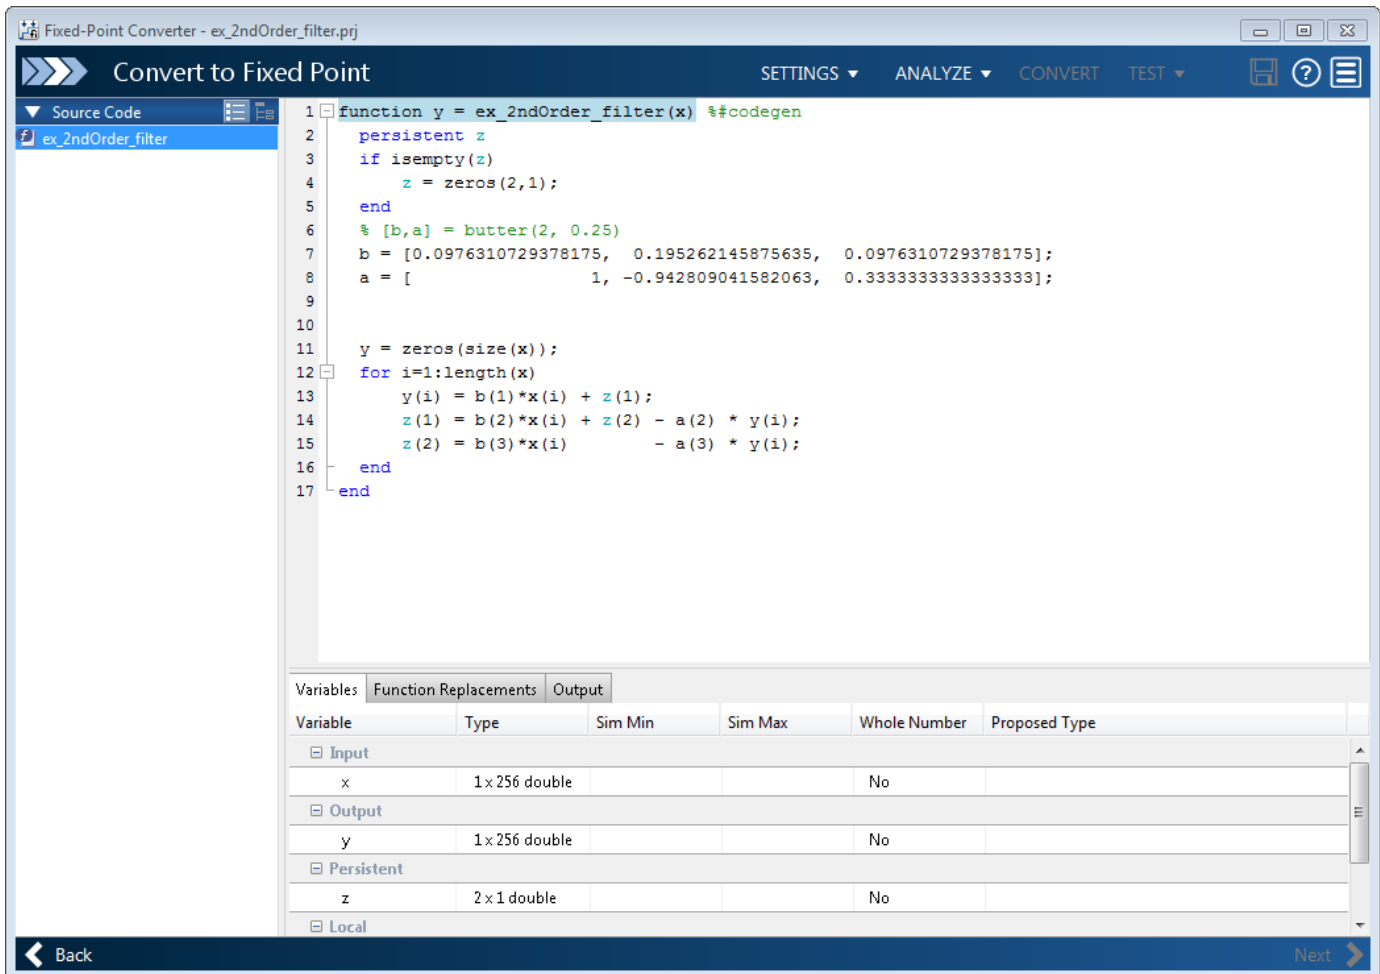 Fixed-Point Converter - ex_2ndOrder_filter.prj
Convert to Fixed Point SETTINGS ANALYZE CONVERT TEST ?
Source Code
ex_2ndOrder_filter
1 function y = ex_2ndOrder_filter(x) %#codegen
2 persistent z
3 if isempty(z)
4 z = zeros(2,1);
5 end
6 % [b,a] = butter(2, 0.25)
7 b = [0.0976310729378175, 0.195262145875635, 0.0976310729378175];
8 a = [ 1, -0.942809041582063, 0.3333333333333333];
9
10
11 y = zeros(size(x));
12 for i=1:length(x)
13 y(i) = b(1)*x(i) + z(1);
14 z(1) = b(2)*x(i) + z(2) - a(2) * y(i);
15 z(2) = b(3)*x(i) - a(3) * y(i);
16 end
17 end
Variables Function Replacements Output
Variable Type Sim Min Sim Max Whole Number Proposed Type
Input
x 1 x 256 double No
Output
y 1 x 256 double No
Persistent
z 2 x 1 double No
Local
Back Next